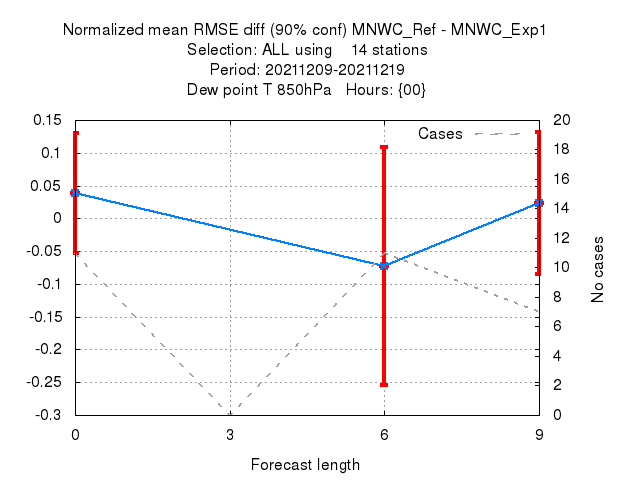 Normalized mean RMSE diff (90% conf) MNWC_Ref - MNWC_Exp1
Selection: ALL using 14 stations
Period: 20211209-20211219
Dew point T 850hPa Hours: {00}
Cases
0.15
0.1
0.05
0
-0.05
-0.1
-0.15
-0.2
-0.25
-0.3
20
18
16
14
12
10
8
6
4
2
0
No cases
0 3 6 9
Forecast length